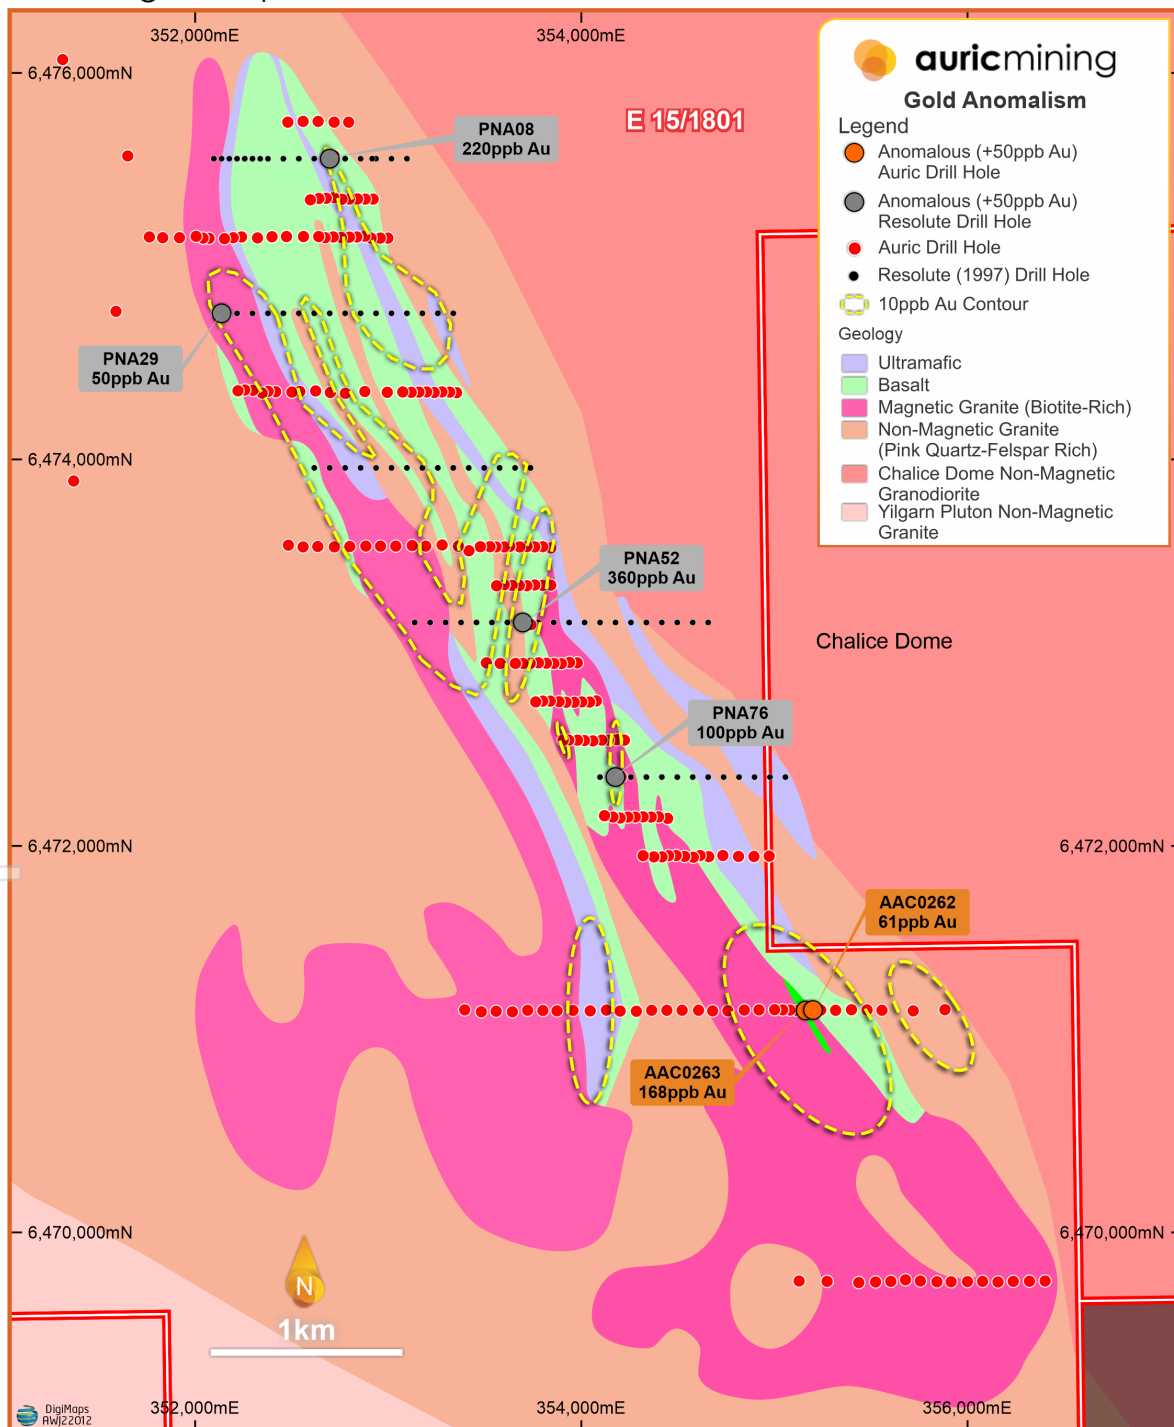 352,000mE
354,000mE
6,476,000mN
auricmining
Gold Anomalism
Legend
Anomalous (+50ppb Au)
Auric Drill Hole
Anomalous (+50ppb Au)
Resolute Drill Hole
Auric Drill Hole
Resolute (1997) Drill Hole
10ppb Au Contour
Geology
Ultramafic
Basalt
Magnetic Granite (Biotite-Rich)
Non-Magnetic Granite
(Pink Quartz-Felspar Rich)
Chalice Dome Non-Magnetic
Granodiorite
Yilgarn Pluton Non-Magnetic
Granite
E 15/1801
PNA08
220ppb Au
PNA29
50ppb Au
6,474,000mN
PNA52
360ppb Au
Chalice Dome
PNA76
100ppb Au
6,472,000mN
6,472,000mN
AAC0262
61ppb Au
AAC0263
168ppb Au
6,470,000mN
6,470,000mN
N
1km
DigiMaps
AWJ22012
352,000mE
354,000mE
356,000mE